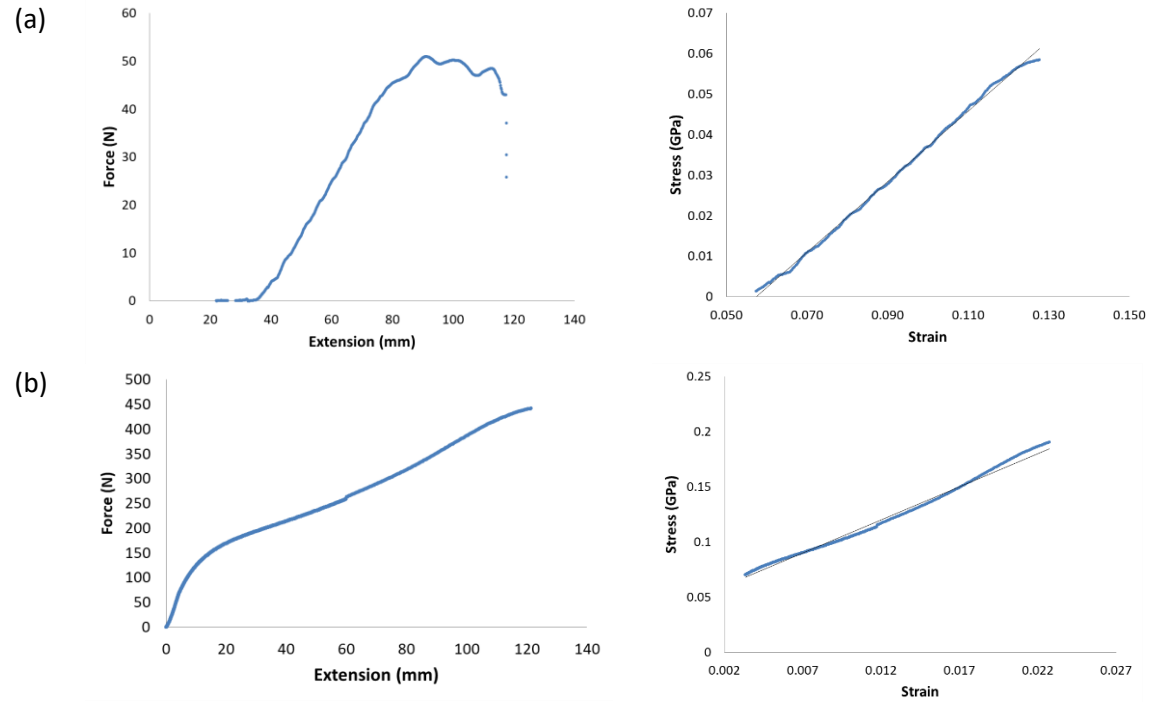 (a)
60
50
40
30
20
10
0
Force (N)
0 20 40 60 80 100 120 140
Extension (mm)
0.07
0.06
0.05
0.04
0.03
0.02
0.01
0
Stress (GPa)
0.050 0.070 0.090 0.110 0.130 0.150
Strain
(b)
500
450
400
350
300
250
200
150
100
50
0
Force (N)
0 20 40 60 80 100 120 140
Extension (mm)
0.25
0.2
0.15
0.1
0.05
0
Stress (GPa)
0.002 0.007 0.012 0.017 0.022 0.027
Strain